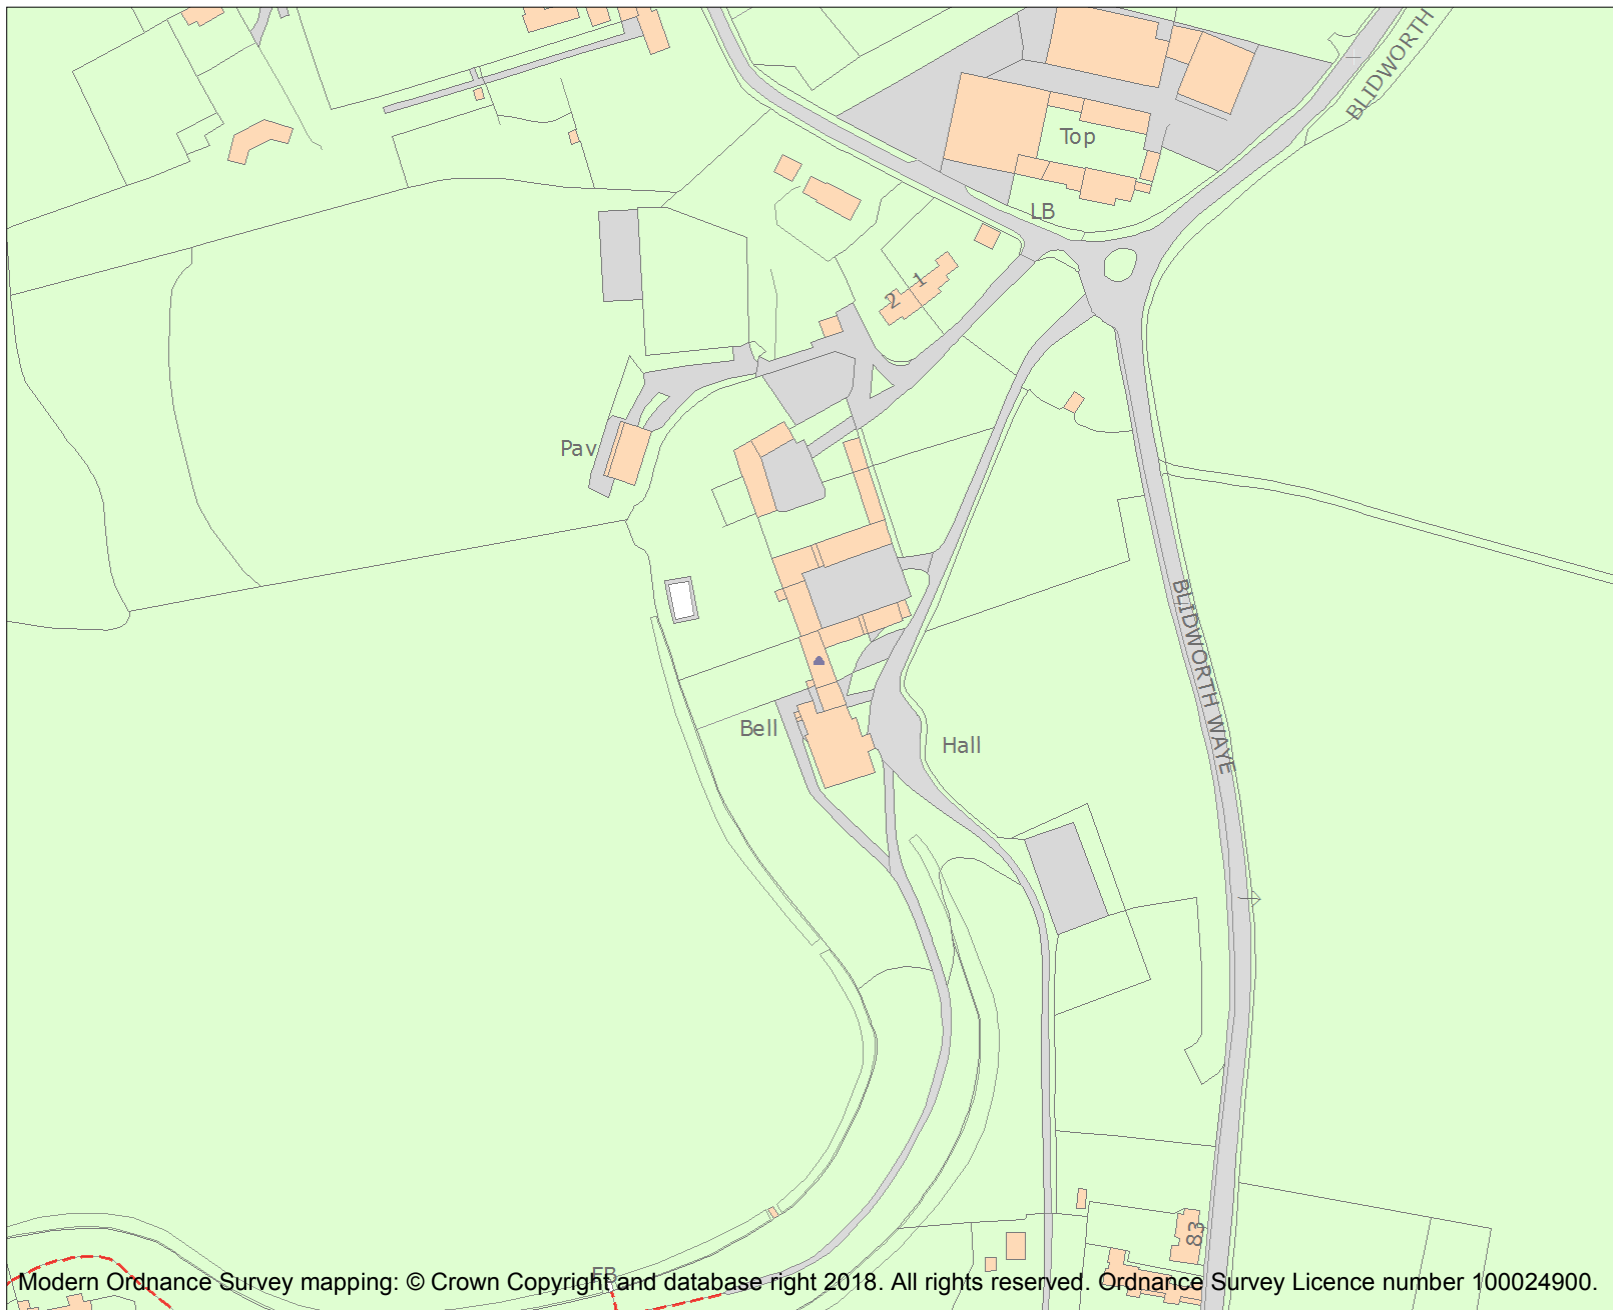 BLIDWORTH
Top
LB
1
2
Pav
BLIDWORTH WAYE
Bell Hall
83
FB
Modern Ordnance Survey mapping: © Crown Copyright and database right 2018. All rights reserved. Ordnance Survey Licence number 100024900.